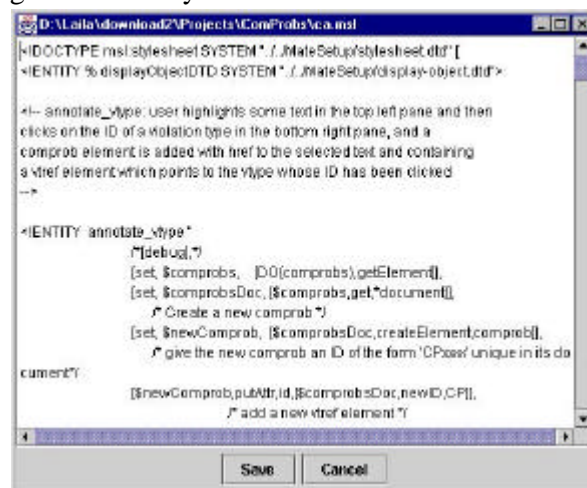 D:\Laila\download2\Projects\ComProbs\ca.msl
<!DOCTYPE msl:stylesheet SYSTEM "./../MateSetup/stylesheet.dtd" [
<!ENTITY % displayObjectDTD SYSTEM "./../MateSetup/display-object.dtd">
<!-- annotate_vtype: user highlights some text in the top left pane and then
clicks on the ID of a violation type in the bottom right pane, and a
comprob element is added with href to the selected text and containing
a vtref element which points to the vtype whose ID has been clicked
-->
<!ENTITY annotate_vtype "
/*[debug],*/
[set, $comprobs, [DO(comprobs),getElement]],
[set, $comprobsDoc, [$comprobs,get,*document]],
/* Create a new comprob */
[set, $newComprob, [$comprobsDoc,createElement,comprob]],
/* give the new comprob an ID of the form 'CPxxx' unique in its do
cument*/
[$newComprob,putAttr,id,[$comprobsDoc,newID,CP]],
/* add a new vtref element */
Save Cancel